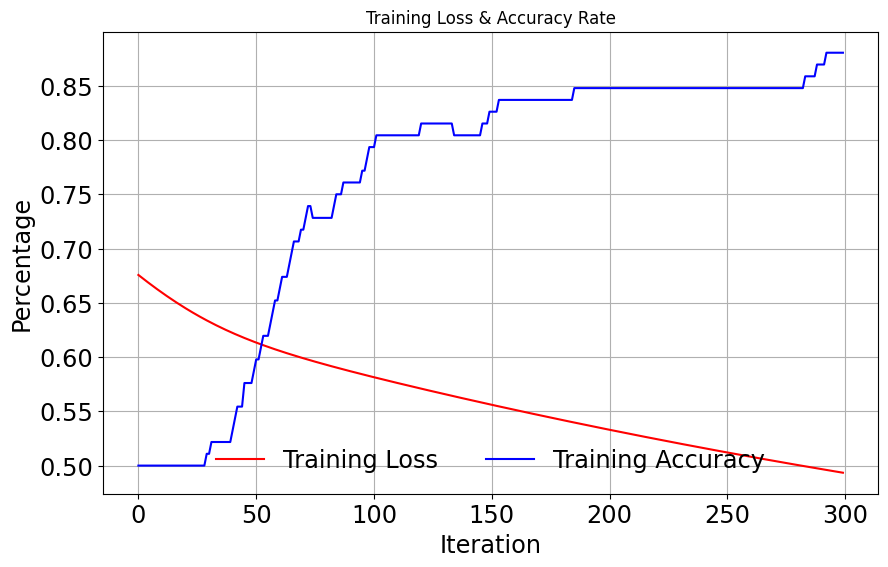 Training Loss & Accuracy Rate
Percentage
0.85
0.80
0.75
0.70
0.65
0.60
0.55
0.50
Training Loss Training Accuracy
0 50 100 150 200 250 300
Iteration